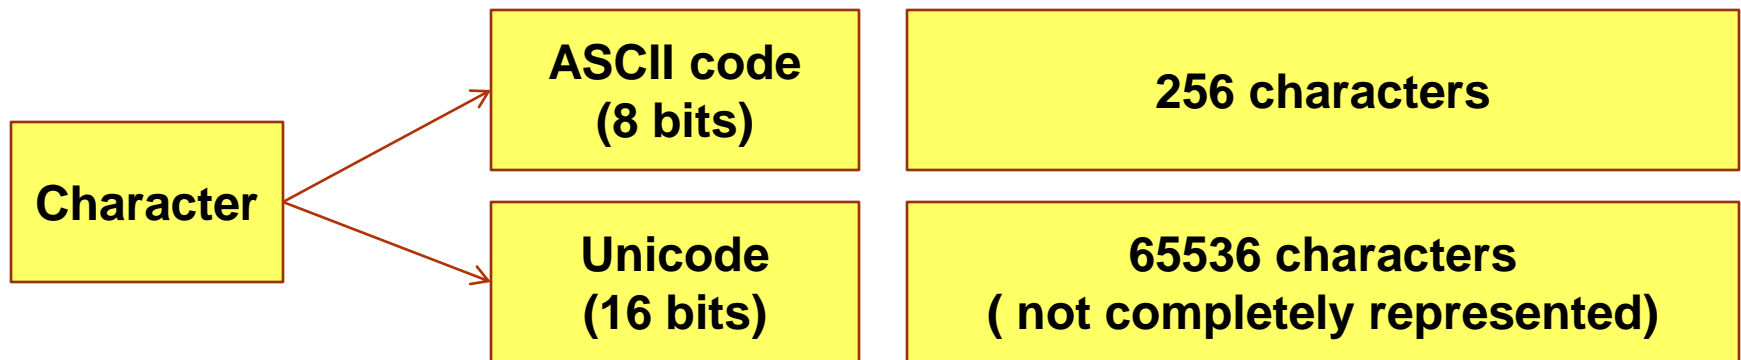 Character
ASCII code
(8 bits)
256 characters
Unicode
(16 bits)
65536 characters
( not completely represented)